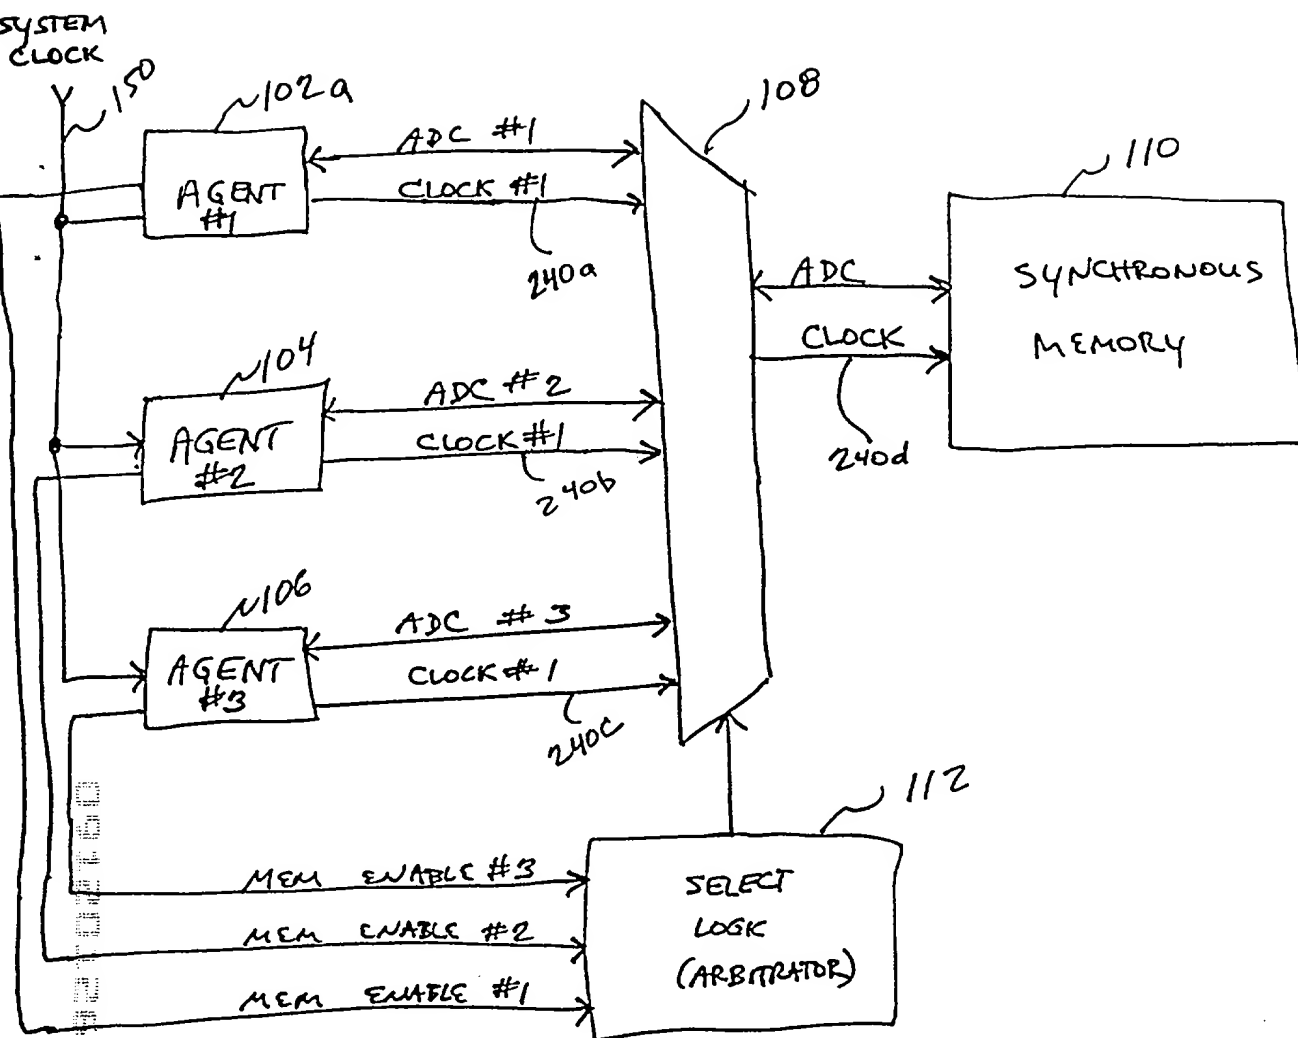 SYSTEM
CLOCK
150
102a
AGENT
#1
ADC #1
CLOCK #1
240a
108
110
SYNCHRONOUS
MEMORY
ADC
CLOCK
240d
104
AGENT
#2
ADC #2
CLOCK #1
240b
106
AGENT
#3
ADC #3
CLOCK #1
240c
112
SELECT
LOGIK
(ARBITRATOR)
MEM ENABLE #3
MEM ENABLE #2
MEM ENABLE #1